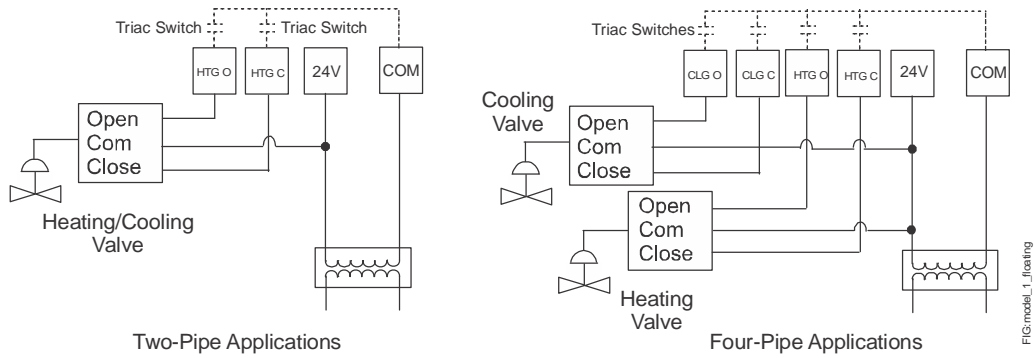 Triac Switch
Triac Switch
HTG O
HTG C
24V
COM
Open
Com
Close
Heating/Cooling
Valve
Two-Pipe Applications
Triac Switches
CLG O
CLG C
HTG O
HTG C
24V
COM
Cooling
Valve
Open
Com
Close
Open
Com
Close
Heating
Valve
Four-Pipe Applications
FIG:model_1_floating